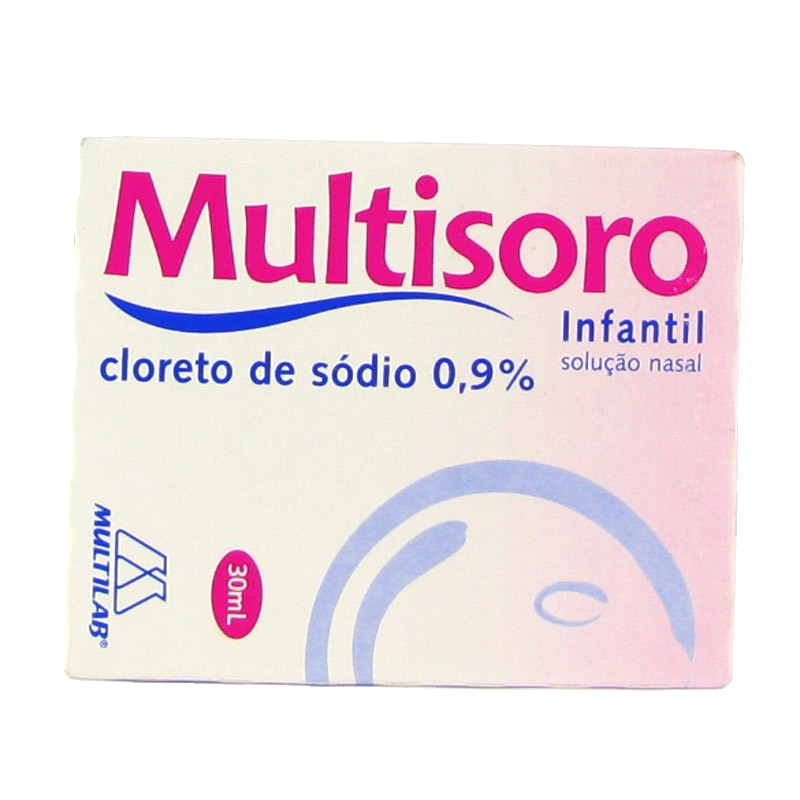 Multisoro
Infantil
solução nasal
cloreto de sódio 0,9%
MULTILAB®
30mL